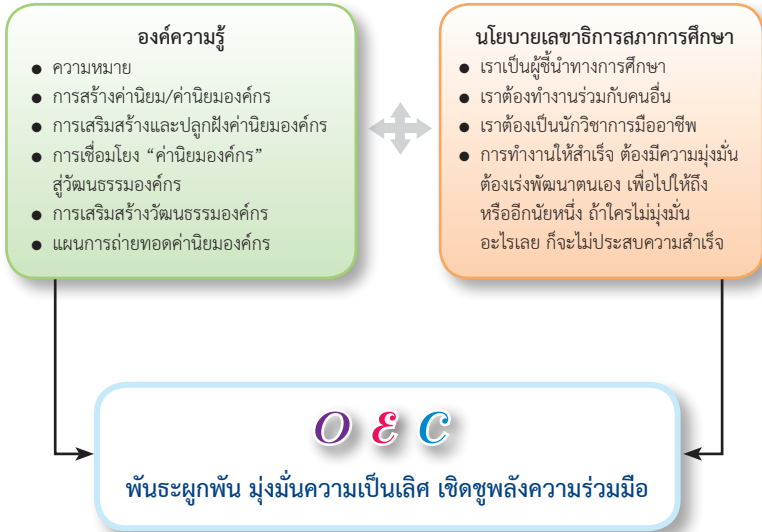 องค์ความรู้
● ความหมาย
● การสร้างค่านิยม/ค่านิยมองค์กร
● การเสริมสร้างและปลูกฝังค่านิยมองค์กร
● การเชื่อมโยง “ค่านิยมองค์กร”
สู่วัฒนธรรมองค์กร
● การเสริมสร้างวัฒนธรรมองค์กร
● แผนการถ่ายทอดค่านิยมองค์กร
นโยบายเลขาธิการสภาการศึกษา
● เราเป็นผู้ชี้นำทางการศึกษา
● เราต้องทำงานร่วมกับคนอื่น
● เราต้องเป็นนักวิชาการมืออาชีพ
● การทำงานให้สำเร็จ ต้องมีความมุ่งมั่น
ต้องเร่งพัฒนาตนเอง เพื่อไปให้ถึง
หรืออีกนัยหนึ่ง ถ้าใครไม่มุ่งมั่น
อะไรเลย ก็จะไม่ประสบความสำเร็จ
O E C
พันธะผูกพัน มุ่งมั่นความเป็นเลิศ เชิดชูพลังความร่วมมือ